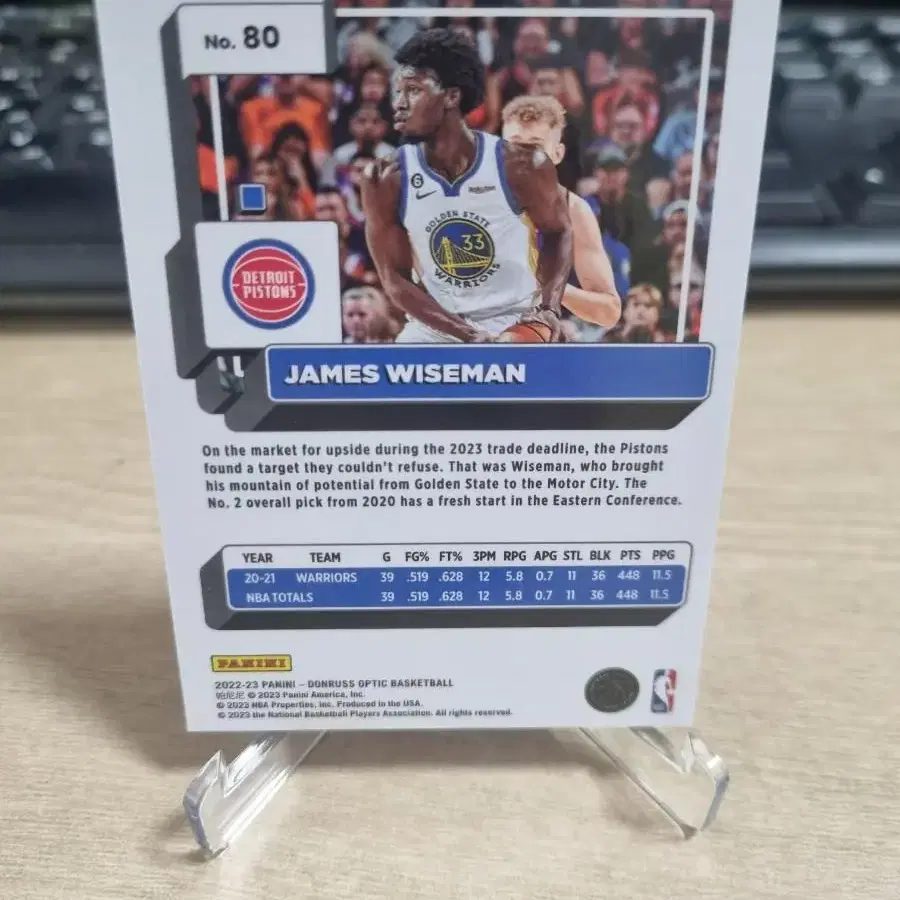 No. 80
6
Rakuten
GOLDEN STATE
33
WARRIORS
DETROIT
PISTONS
JAMES WISEMAN
On the market for upside during the 2023 trade deadline, the Pistons
found a target they couldn't refuse. That was Wiseman, who brought
his mountain of potential from Golden State to the Motor City. The
No. 2 overall pick from 2020 has a fresh start in the Eastern Conference.
YEAR TEAM G FG% FT% 3PM RPG APG STL BLK PTS PPG
20-21 WARRIORS 39 .519 .628 12 5.8 0.7 11 36 448 11.5
NBA TOTALS 39 .519 .628 12 5.8 0.7 11 36 448 11.5
PANINI
2022-23 PANINI – DONRUSS OPTIC BASKETBALL
帕尼尼 © 2023 Panini America, Inc.
© 2023 NBA Properties, Inc. Produced in the USA.
© 2023 the National Basketball Players Association. All rights reserved.